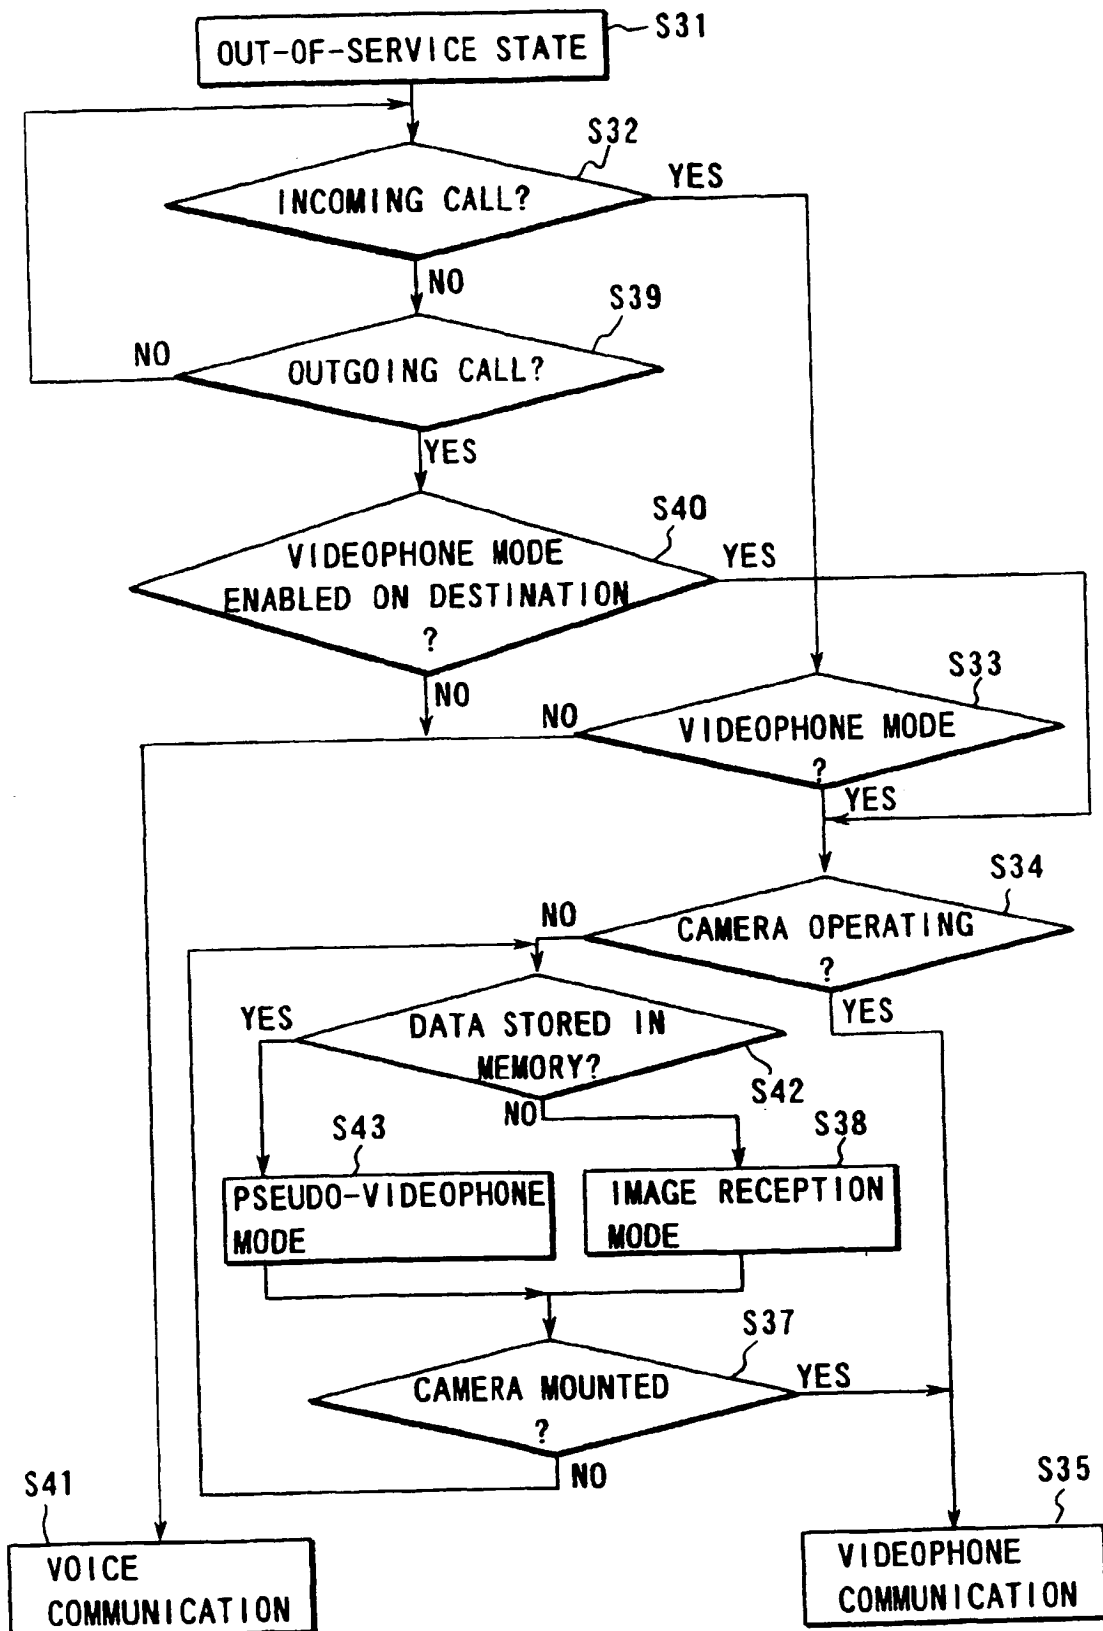 OUT-OF-SERVICE STATE
S31
S32
INCOMING CALL?
YES
NO
S39
NO
OUTGOING CALL?
YES
S40
VIDEOPHONE MODE
YES
ENABLED ON DESTINATION
?
NO
S33
NO
VIDEOPHONE MODE
?
YES
S34
NO
CAMERA OPERATING
?
YES
YES
DATA STORED IN
MEMORY?
S42
NO
S43
S38
PSEUDO-VIDEOPHONE
MODE
IMAGE RECEPTION
MODE
S37
CAMERA MOUNTED
YES
?
NO
S41
S35
VOICE
COMMUNICATION
VIDEOPHONE
COMMUNICATION